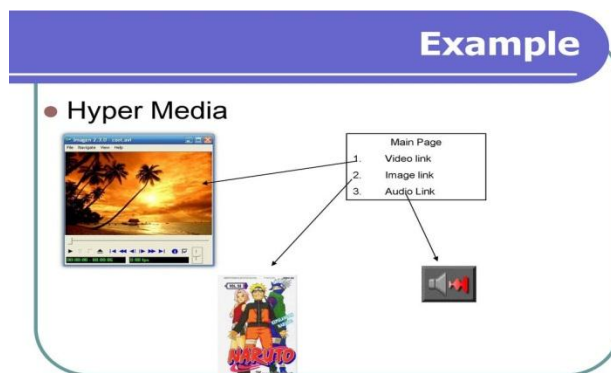 Example
Hyper Media
File Navigate View Help
Main Page
1. Video link
2. Image link
3. Audio Link
NARUTO